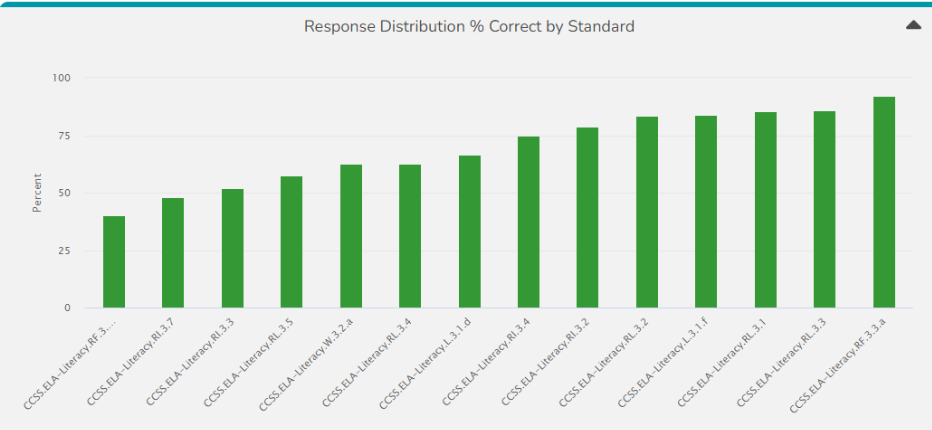 Response Distribution % Correct by Standard
100
75
50
25
0
Percent
CCSS.ELA-Literacy.RF.3....
CCSS.ELA-Literacy.RI.3.7
CCSS.ELA-Literacy.RI.3.3
CCSS.ELA-Literacy.RL.3.5
CCSS.ELA-Literacy.W.3.2.a
CCSS.ELA-Literacy.RL.3.4
CCSS.ELA-Literacy.L.3.1.d
CCSS.ELA-Literacy.RI.3.4
CCSS.ELA-Literacy.RI.3.2
CCSS.ELA-Literacy.RL.3.2
CCSS.ELA-Literacy.L.3.1.f
CCSS.ELA-Literacy.RL.3.1
CCSS.ELA-Literacy.RL.3.3
CCSS.ELA-Literacy.RF.3.3.a